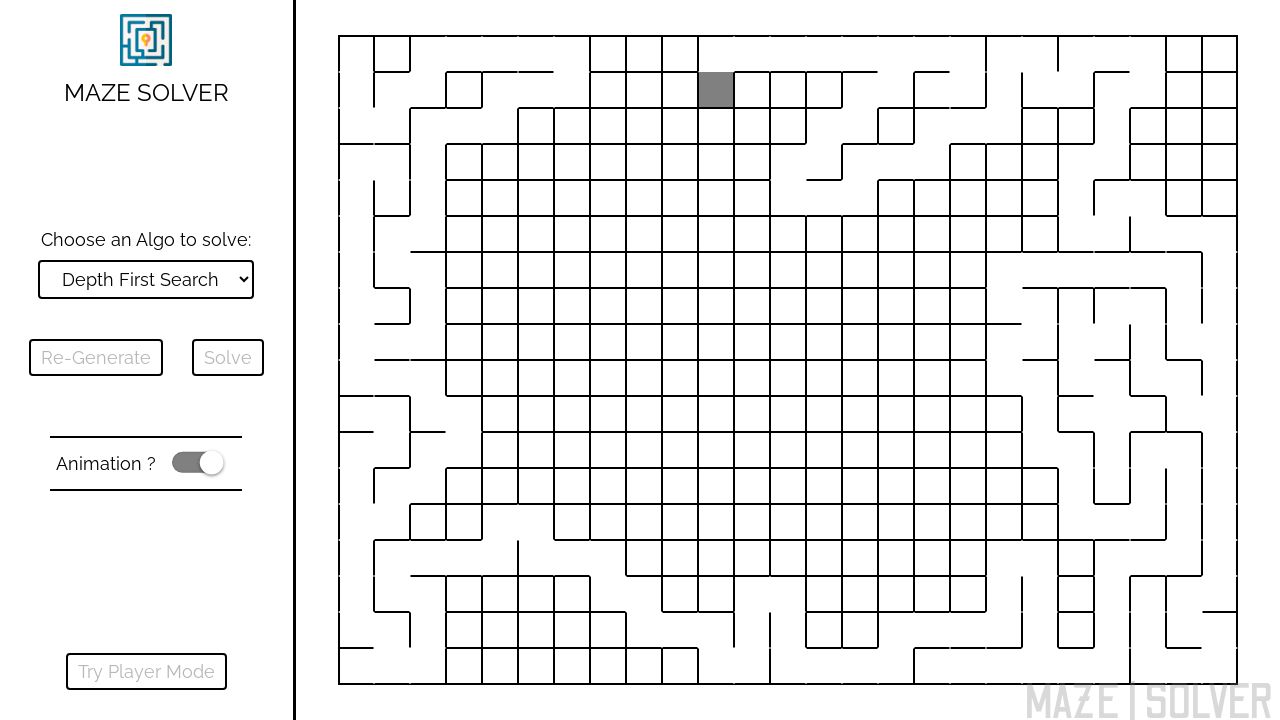 MAZE SOLVER
Choose an Algo to solve:
Depth First Search
Re-Generate
Solve
Animation ?
Try Player Mode
MAZE | SOLVER